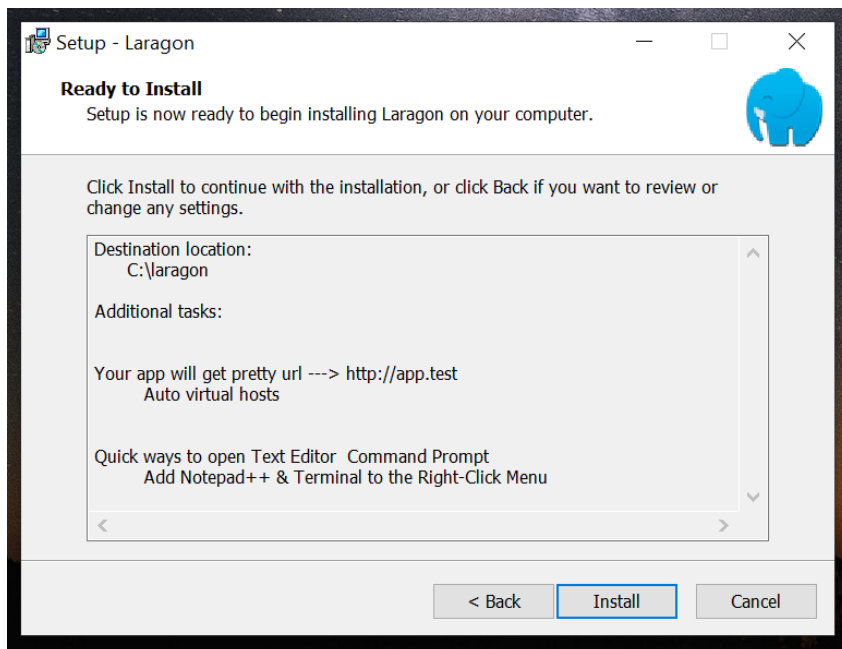 Setup - Laragon
Ready to Install
Setup is now ready to begin installing Laragon on your computer.
Click Install to continue with the installation, or click Back if you want to review or
change any settings.
Destination location:
C:\laragon
Additional tasks:
Your app will get pretty url ---> http://app.test
Auto virtual hosts
Quick ways to open Text Editor  Command Prompt
Add Notepad++ & Terminal to the Right-Click Menu
< Back
Install
Cancel